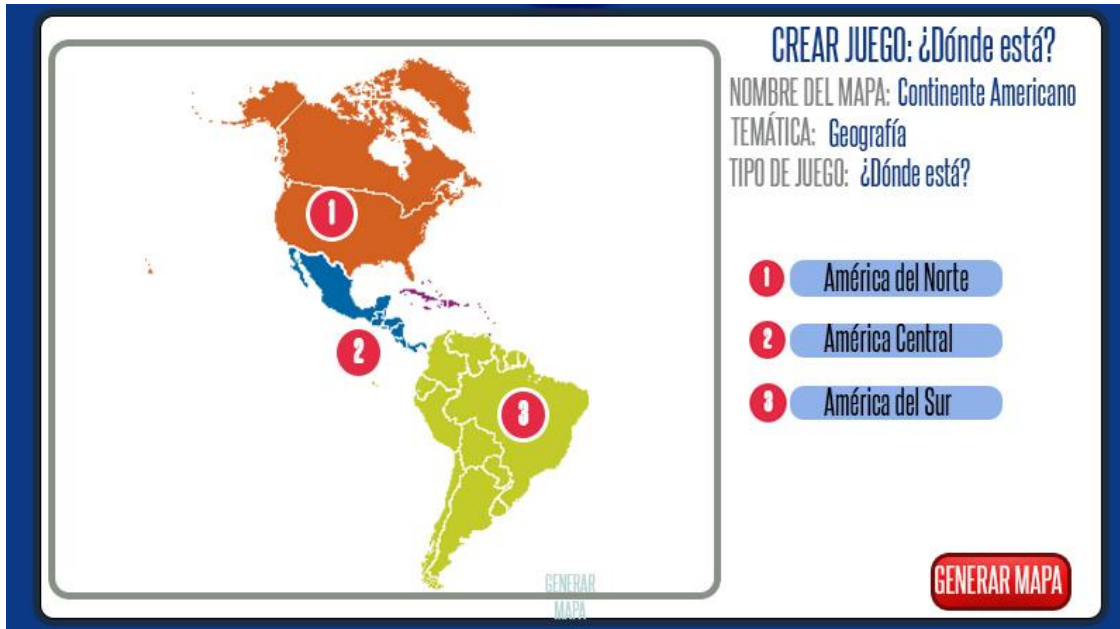 CREAR JUEGO: ¿Dónde está?
NOMBRE DEL MAPA: Continente Americano
TEMÁTICA: Geografía
TIPO DE JUEGO: ¿Dónde está?
1
2
3
1 América del Norte
2 América Central
3 América del Sur
GENERAR
MAPA
GENERAR MAPA